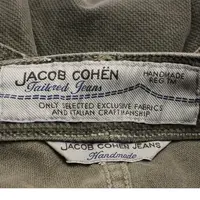 JACOB COHËN
HANDMADE
REG TM
Tailored Jeans
ONLY SELECTED EXCLUSIVE FABRICS
AND ITALIAN CRAFTMANSHIP
JACOB COHËN JEANS
Handmade